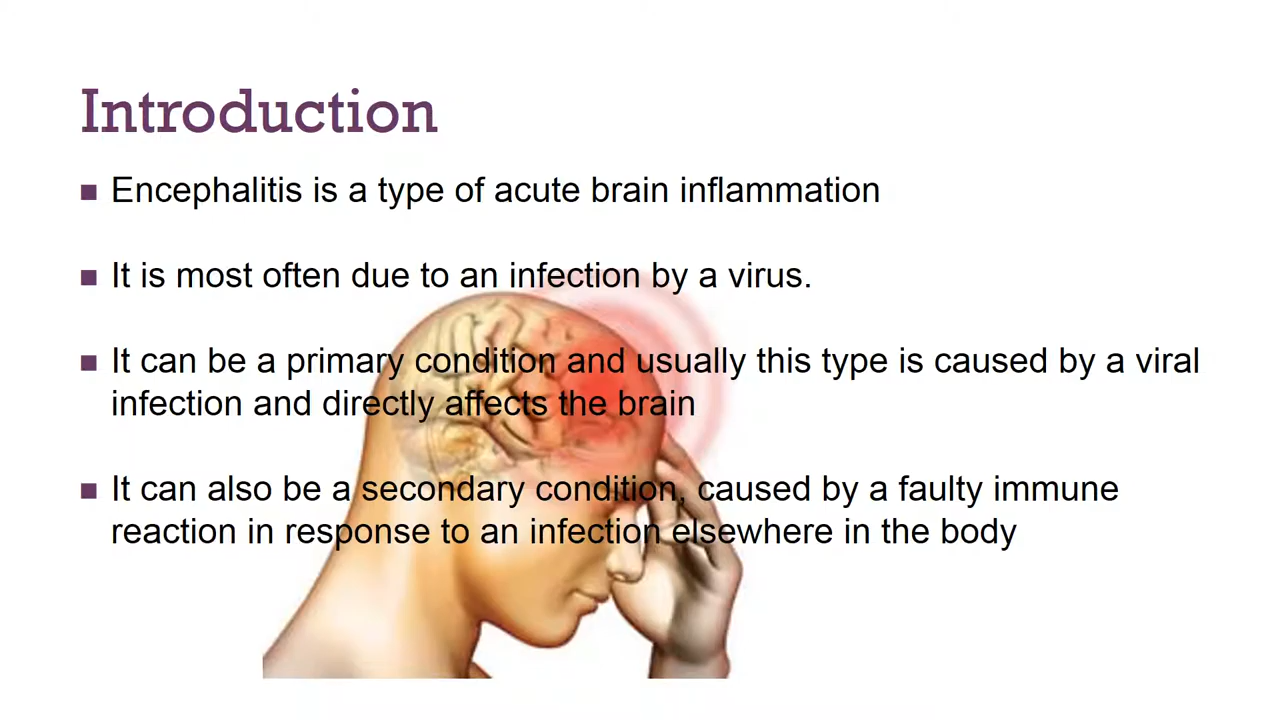 Introduction
Encephalitis is a type of acute brain inflammation
It is most often due to an infection by a virus.
It can be a primary condition and usually this type is caused by a viral
infection and directly affects the brain
It can also be a secondary condition, caused by a faulty immune
reaction in response to an infection elsewhere in the body